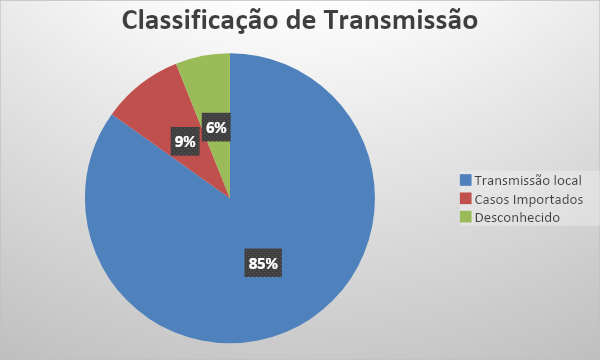 Classificação de Transmissão
6%
9%
85%
Transmissão local
Casos Importados
Desconhecido